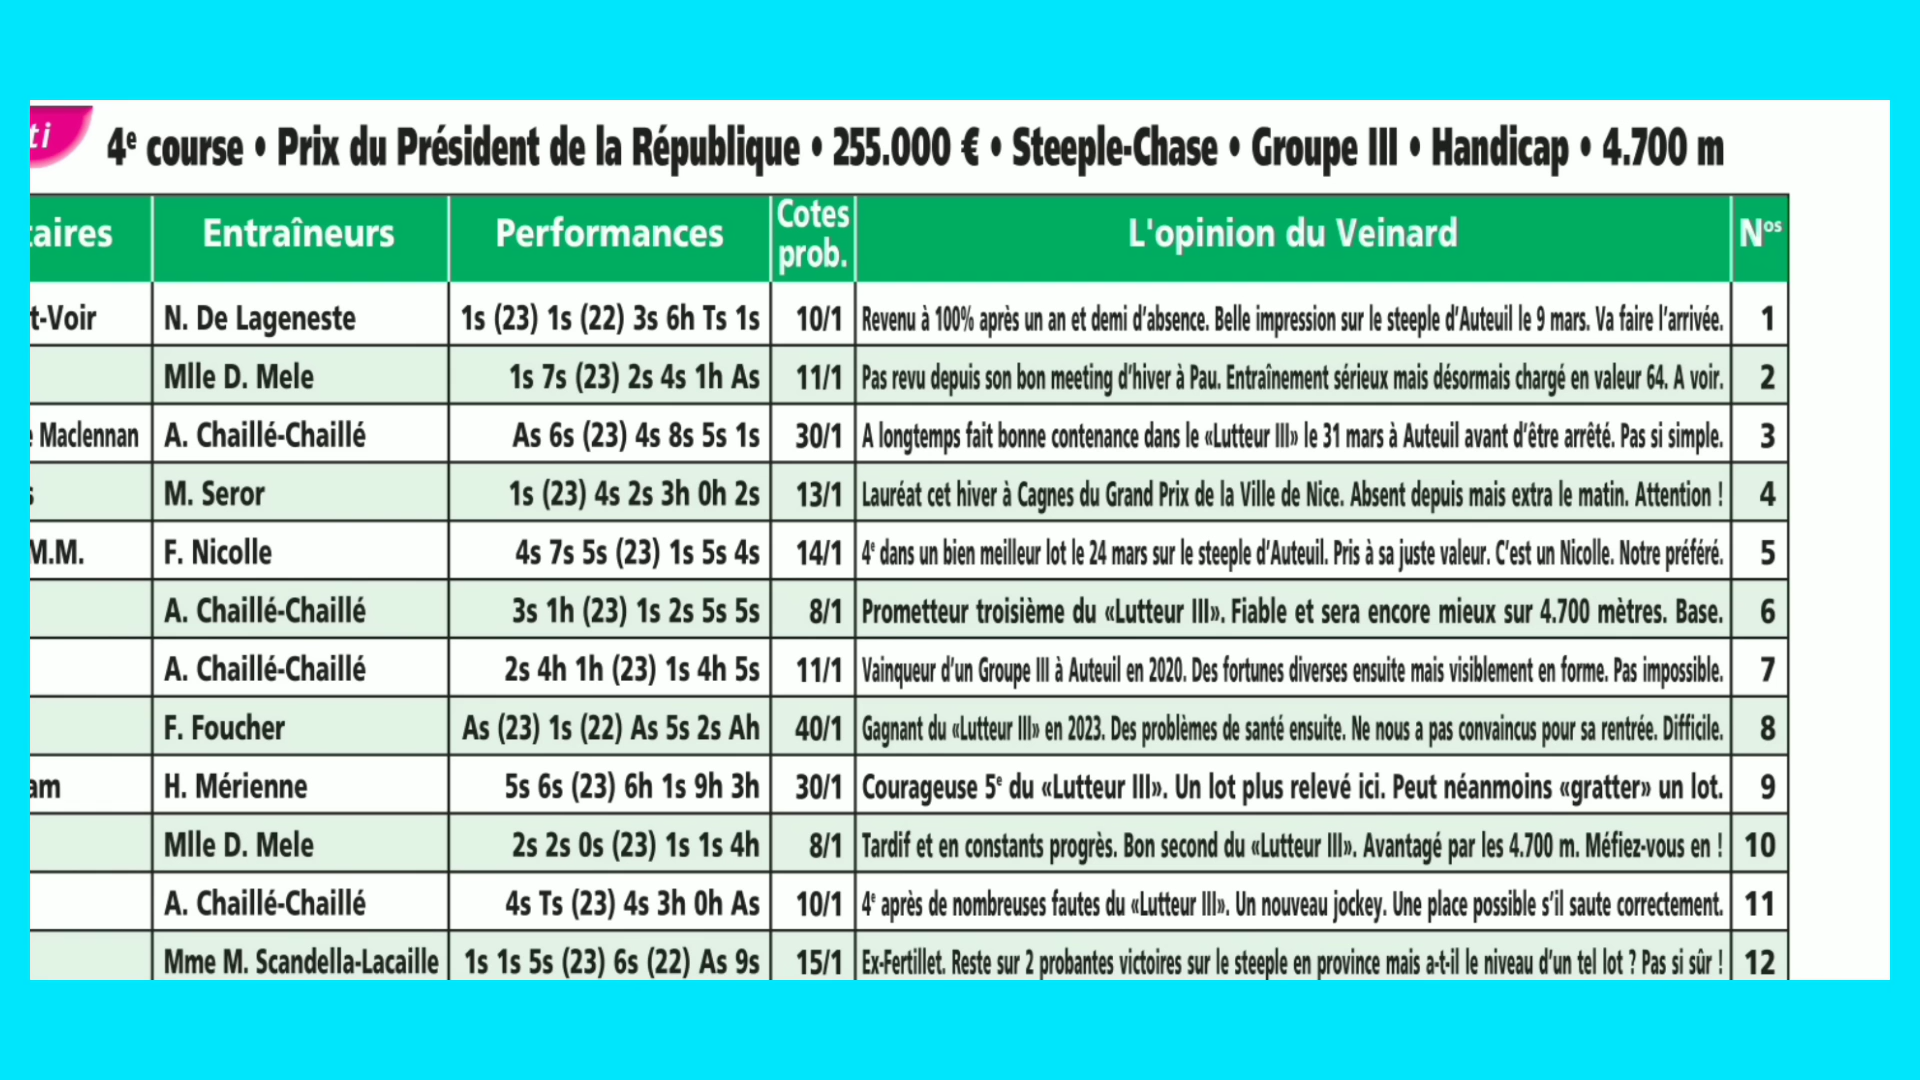 ti
4e course • Prix du Président de la République • 255.000 € • Steeple-Chase • Groupe III • Handicap • 4.700 m
taires Entraîneurs Performances Cotes prob. L'opinion du Veinard Nos
t-Voir N. De Lageneste 1s (23) 1s (22) 3s 6h Ts 1s 10/1 Revenu à 100% après un an et demi d’absence. Belle impression sur le steeple d’Auteuil le 9 mars. Va faire l’arrivée. 1
Mlle D. Mele 1s 7s (23) 2s 4s 1h As 11/1 Pas revu depuis son bon meeting d’hiver à Pau. Entraînement sérieux mais désormais chargé en valeur 64. A voir. 2
e Maclennan A. Chaillé-Chaillé As 6s (23) 4s 8s 5s 1s 30/1 A longtemps fait bonne contenance dans le «Lutteur III» le 31 mars à Auteuil avant d’être arrêté. Pas si simple. 3
s M. Seror 1s (23) 4s 2s 3h 0h 2s 13/1 Lauréat cet hiver à Cagnes du Grand Prix de la Ville de Nice. Absent depuis mais extra le matin. Attention ! 4
M.M. F. Nicolle 4s 7s 5s (23) 1s 5s 4s 14/1 4e dans un bien meilleur lot le 24 mars sur le steeple d’Auteuil. Pris à sa juste valeur. C’est un Nicolle. Notre préféré. 5
A. Chaillé-Chaillé 3s 1h (23) 1s 2s 5s 5s 8/1 Prometteur troisième du «Lutteur III». Fiable et sera encore mieux sur 4.700 mètres. Base. 6
A. Chaillé-Chaillé 2s 4h 1h (23) 1s 4h 5s 11/1 Vainqueur d’un Groupe III à Auteuil en 2020. Des fortunes diverses ensuite mais visiblement en forme. Pas impossible. 7
F. Foucher As (23) 1s (22) As 5s 2s Ah 40/1 Gagnant du «Lutteur III» en 2023. Des problèmes de santé ensuite. Ne nous a pas convaincus pour sa rentrée. Difficile. 8
am H. Mérienne 5s 6s (23) 6h 1s 9h 3h 30/1 Courageuse 5e du «Lutteur III». Un lot plus relevé ici. Peut néanmoins «gratter» un lot. 9
Mlle D. Mele 2s 2s 0s (23) 1s 1s 4h 8/1 Tardif et en constants progrès. Bon second du «Lutteur III». Avantagé par les 4.700 m. Méfiez-vous en ! 10
A. Chaillé-Chaillé 4s Ts (23) 4s 3h 0h As 10/1 4e après de nombreuses fautes du «Lutteur III». Un nouveau jockey. Une place possible s’il saute correctement. 11
Mme M. Scandella-Lacaille 1s 1s 5s (23) 6s (22) As 9s 15/1 Ex-Fertillet. Reste sur 2 probantes victoires sur le steeple en province mais a-t-il le niveau d’un tel lot ? Pas si sûr ! 12